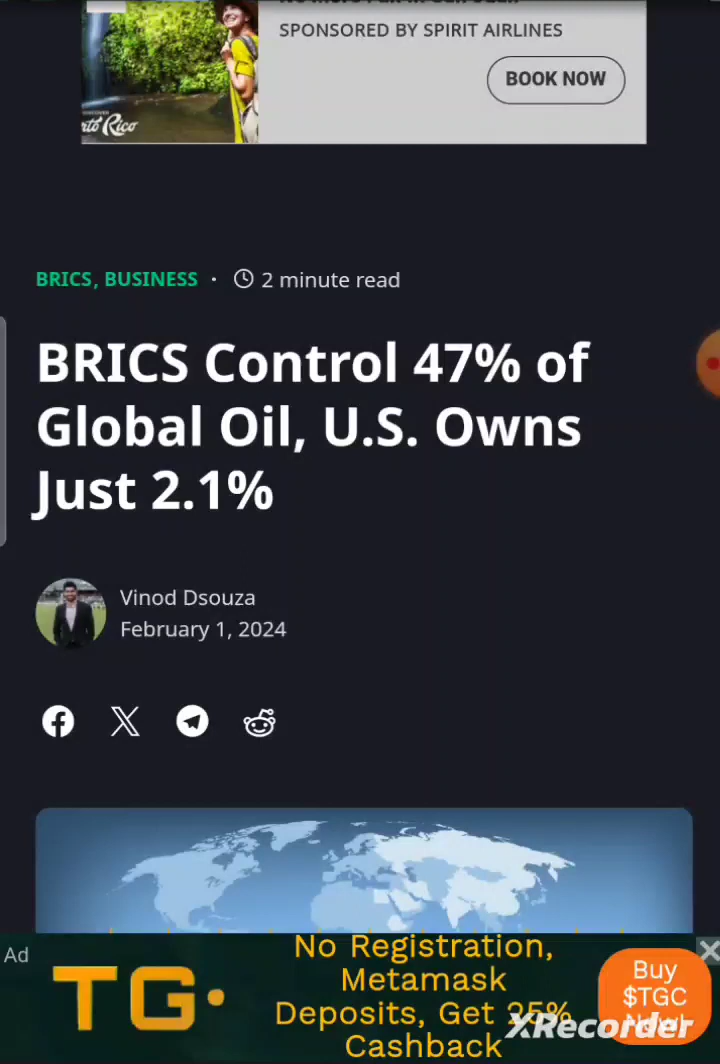 SPONSORED BY SPIRIT AIRLINES
BOOK NOW
Rico
BRICS, BUSINESS · 2 minute read
BRICS Control 47% of
Global Oil, U.S. Owns
Just 2.1%
Vinod Dsouza
February 1, 2024
Ad
TG
No Registration,
Metamask
Deposits, Get 25%
Cashback
Buy
$TGC
Now!
XRecorder